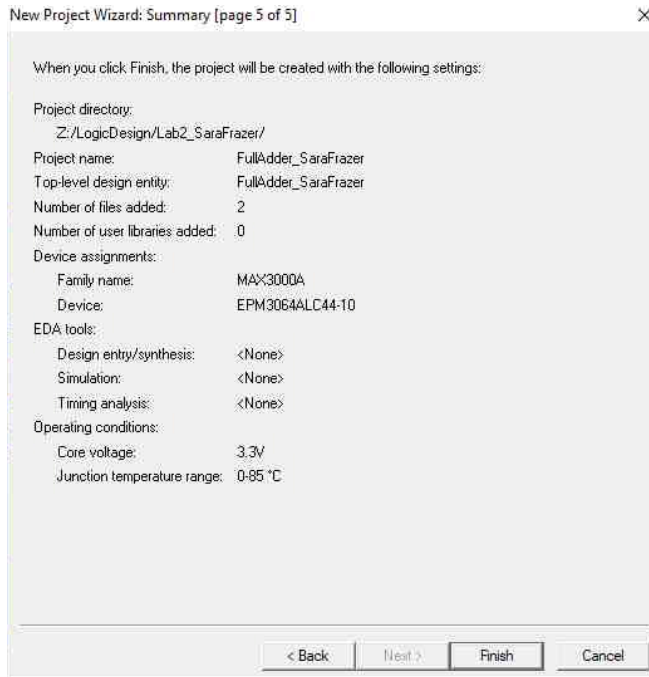 New Project Wizard: Summary [page 5 of 5]
When you click Finish, the project will be created with the following settings:
Project directory:
Z:/LogicDesign/Lab2_SaraFrazer/
Project name: FullAdder_SaraFrazer
Top-level design entity: FullAdder_SaraFrazer
Number of files added: 2
Number of user libraries added: 0
Device assignments:
Family name: MAX3000A
Device: EPM3064ALC44-10
EDA tools:
Design entry/synthesis: <None>
Simulation: <None>
Timing analysis: <None>
Operating conditions:
Core voltage: 3.3V
Junction temperature range: 0-85 °C
< Back Next > Finish Cancel